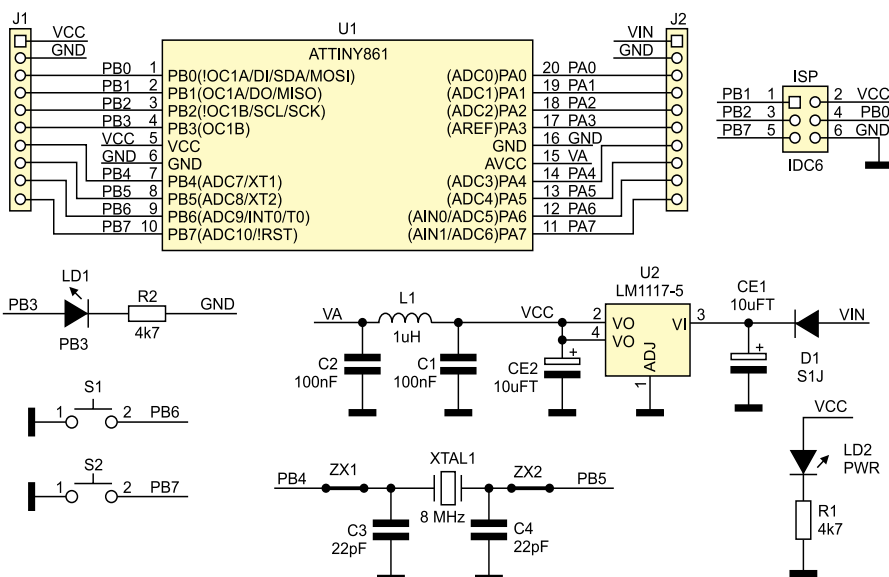 J1
VCC
GND
U1
ATTINY861
PB0 1 PB0(!OC1A/DI/SDA/MOSI) (ADC0)PA0 20 PA0
PB1 2 PB1(OC1A/DO/MISO) (ADC1)PA1 19 PA1
PB2 3 PB2(!OC1B/SCL/SCK) (ADC2)PA2 18 PA2
PB3 4 PB3(OC1B) (AREF)PA3 17 PA3
VCC 5 VCC GND 16 GND
GND 6 GND AVCC 15 VA
PB4 7 PB4(ADC7/XT1) (ADC3)PA4 14 PA4
PB5 8 PB5(ADC8/XT2) (ADC4)PA5 13 PA5
PB6 9 PB6(ADC9/INT0/T0) (AIN0/ADC5)PA6 12 PA6
PB7 10 PB7(ADC10/!RST) (AIN1/ADC6)PA7 11 PA7
J2
VIN
GND
ISP
PB1 1 2 VCC
PB2 3 4 PB0
PB7 5 6 GND
IDC6
LD1
PB3
R2
GND
PB3
4k7
VA
L1
1uH
VCC
C2
100nF
C1
100nF
CE2
10uFT
+
U2
LM1117-5
2 VO VI 3
4 VO
ADJ
1
CE1
10uFT
+
VIN
D1
S1J
S1
1 2 PB6
S2
1 2 PB7
PB4
ZX1
XTAL1
8 MHz
ZX2
PB5
C3
22pF
C4
22pF
VCC
LD2
PWR
R1
4k7